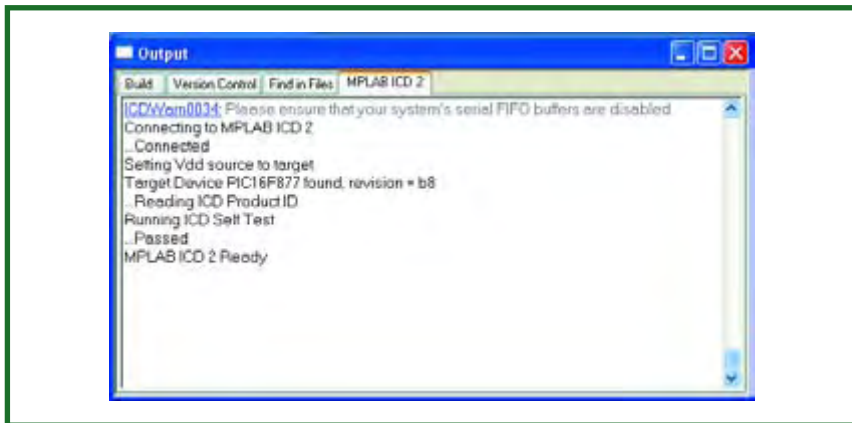 Output
Build Version Control Find in Files MPLAB ICD 2
ICDWarn0034: Please ensure that your system's serial FIFO buffers are disabled
Connecting to MPLAB ICD 2
...Connected
Setting Vdd source to target
Target Device PIC16F877 found, revision = b8
...Reading ICD Product ID
Running ICD Self Test
...Passed
MPLAB ICD 2 Ready